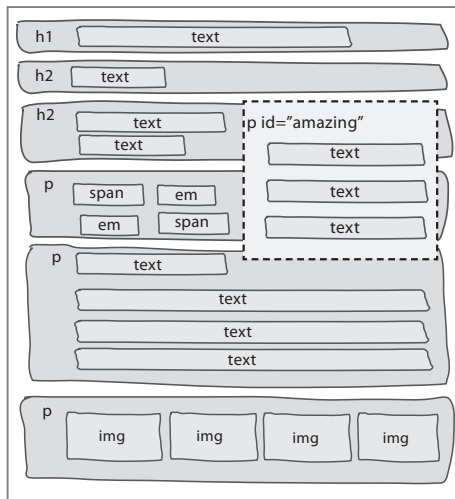 h1 text
h2 text
h2 text
text
p id="amazing"
text
text
text
p span em
em span
p text
text
text
text
p img img img img